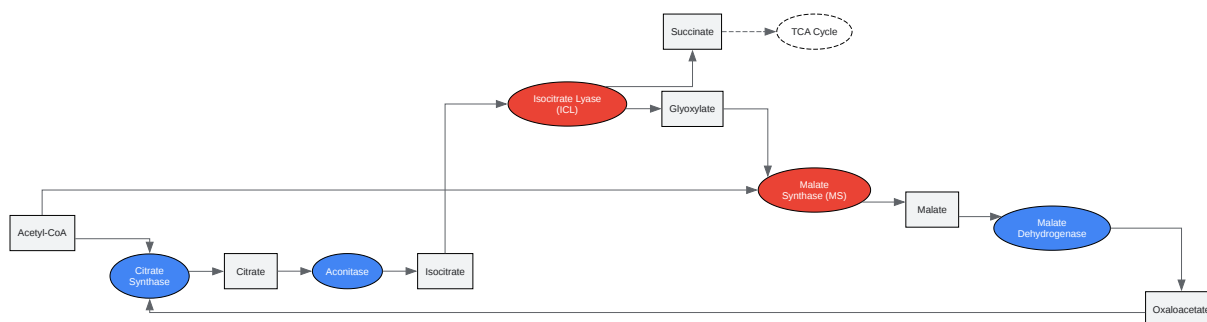 Succinate
TCA Cycle
Isocitrate Lyase
(ICL)
Glyoxylate
Malate
Synthase (MS)
Malate
Malate
Dehydrogenase
Acetyl-CoA
Citrate
Synthase
Citrate
Aconitase
Isocitrate
Oxaloacetate